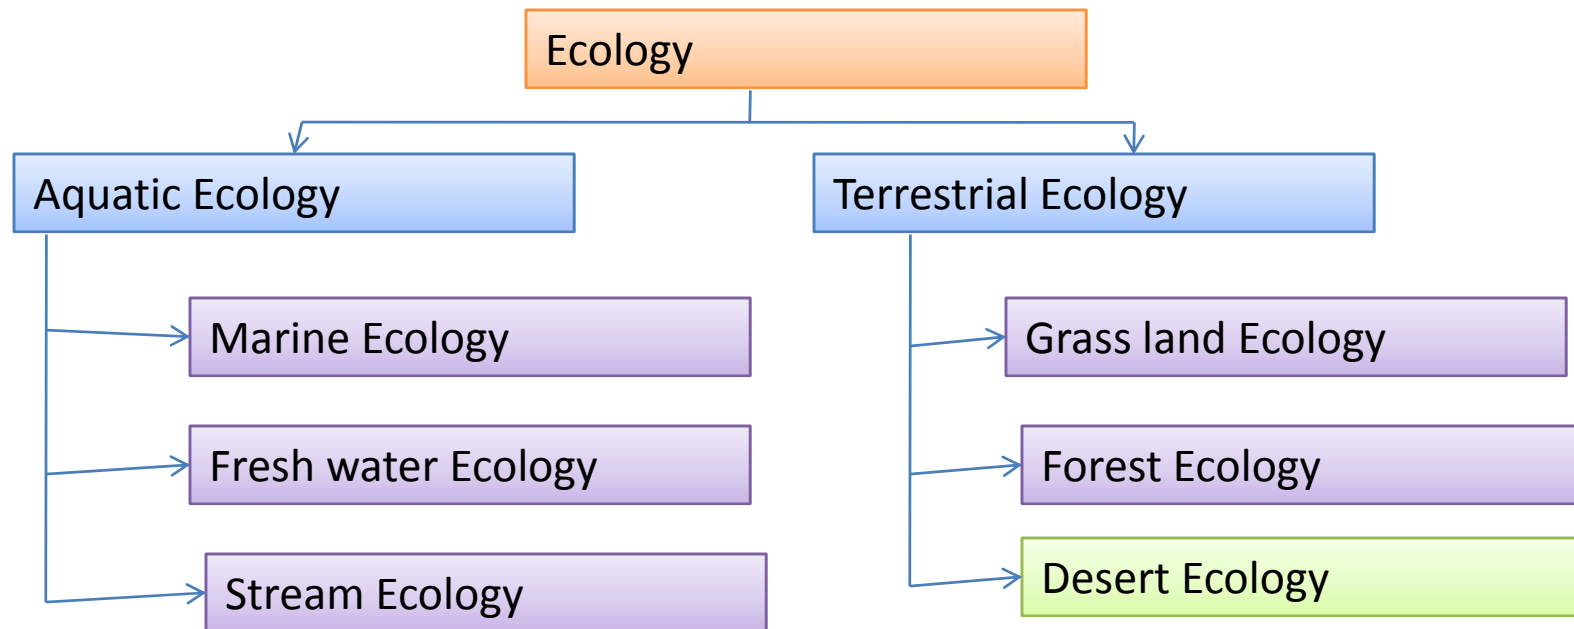 Ecology
Aquatic Ecology
Terrestrial Ecology
Marine Ecology
Grass land Ecology
Fresh water Ecology
Forest Ecology
Stream Ecology
Desert Ecology